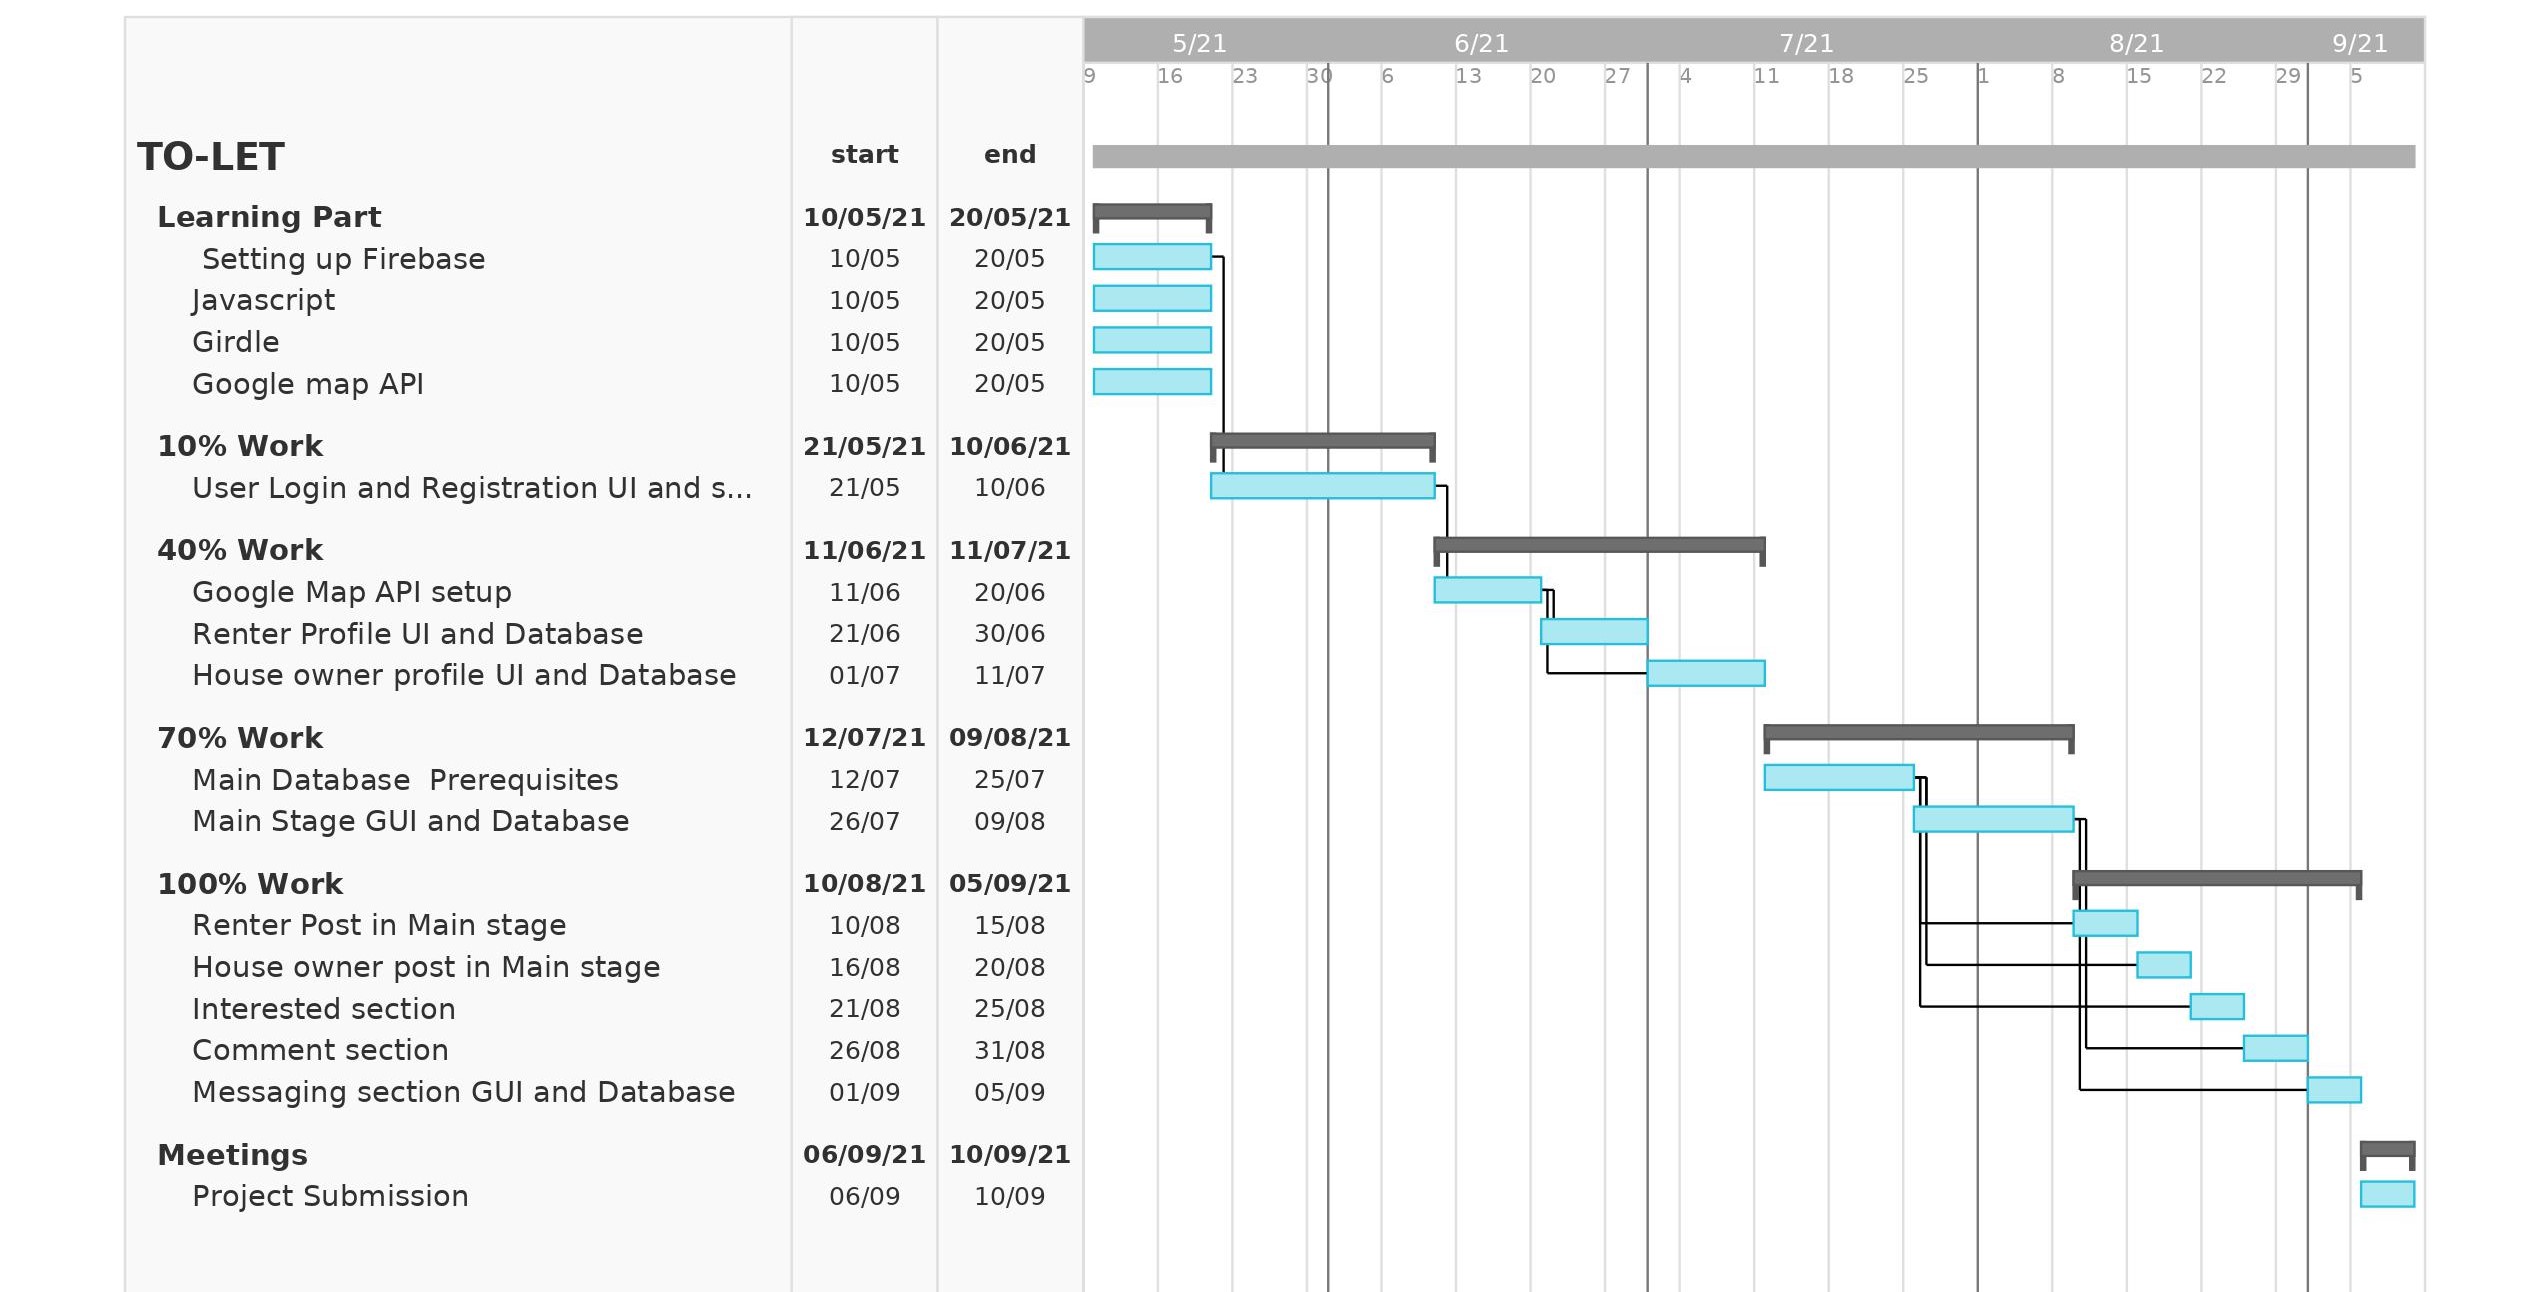 5/21 6/21 7/21 8/21 9/21
9 16 23 30 6 13 20 27 4 11 18 25 1 8 15 22 29 5
TO-LET start end
Learning Part 10/05/21 20/05/21
Setting up Firebase 10/05 20/05
Javascript 10/05 20/05
Girdle 10/05 20/05
Google map API 10/05 20/05
10% Work 21/05/21 10/06/21
User Login and Registration UI and s... 21/05 10/06
40% Work 11/06/21 11/07/21
Google Map API setup 11/06 20/06
Renter Profile UI and Database 21/06 30/06
House owner profile UI and Database 01/07 11/07
70% Work 12/07/21 09/08/21
Main Database  Prerequisites 12/07 25/07
Main Stage GUI and Database 26/07 09/08
100% Work 10/08/21 05/09/21
Renter Post in Main stage 10/08 15/08
House owner post in Main stage 16/08 20/08
Interested section 21/08 25/08
Comment section 26/08 31/08
Messaging section GUI and Database 01/09 05/09
Meetings 06/09/21 10/09/21
Project Submission 06/09 10/09